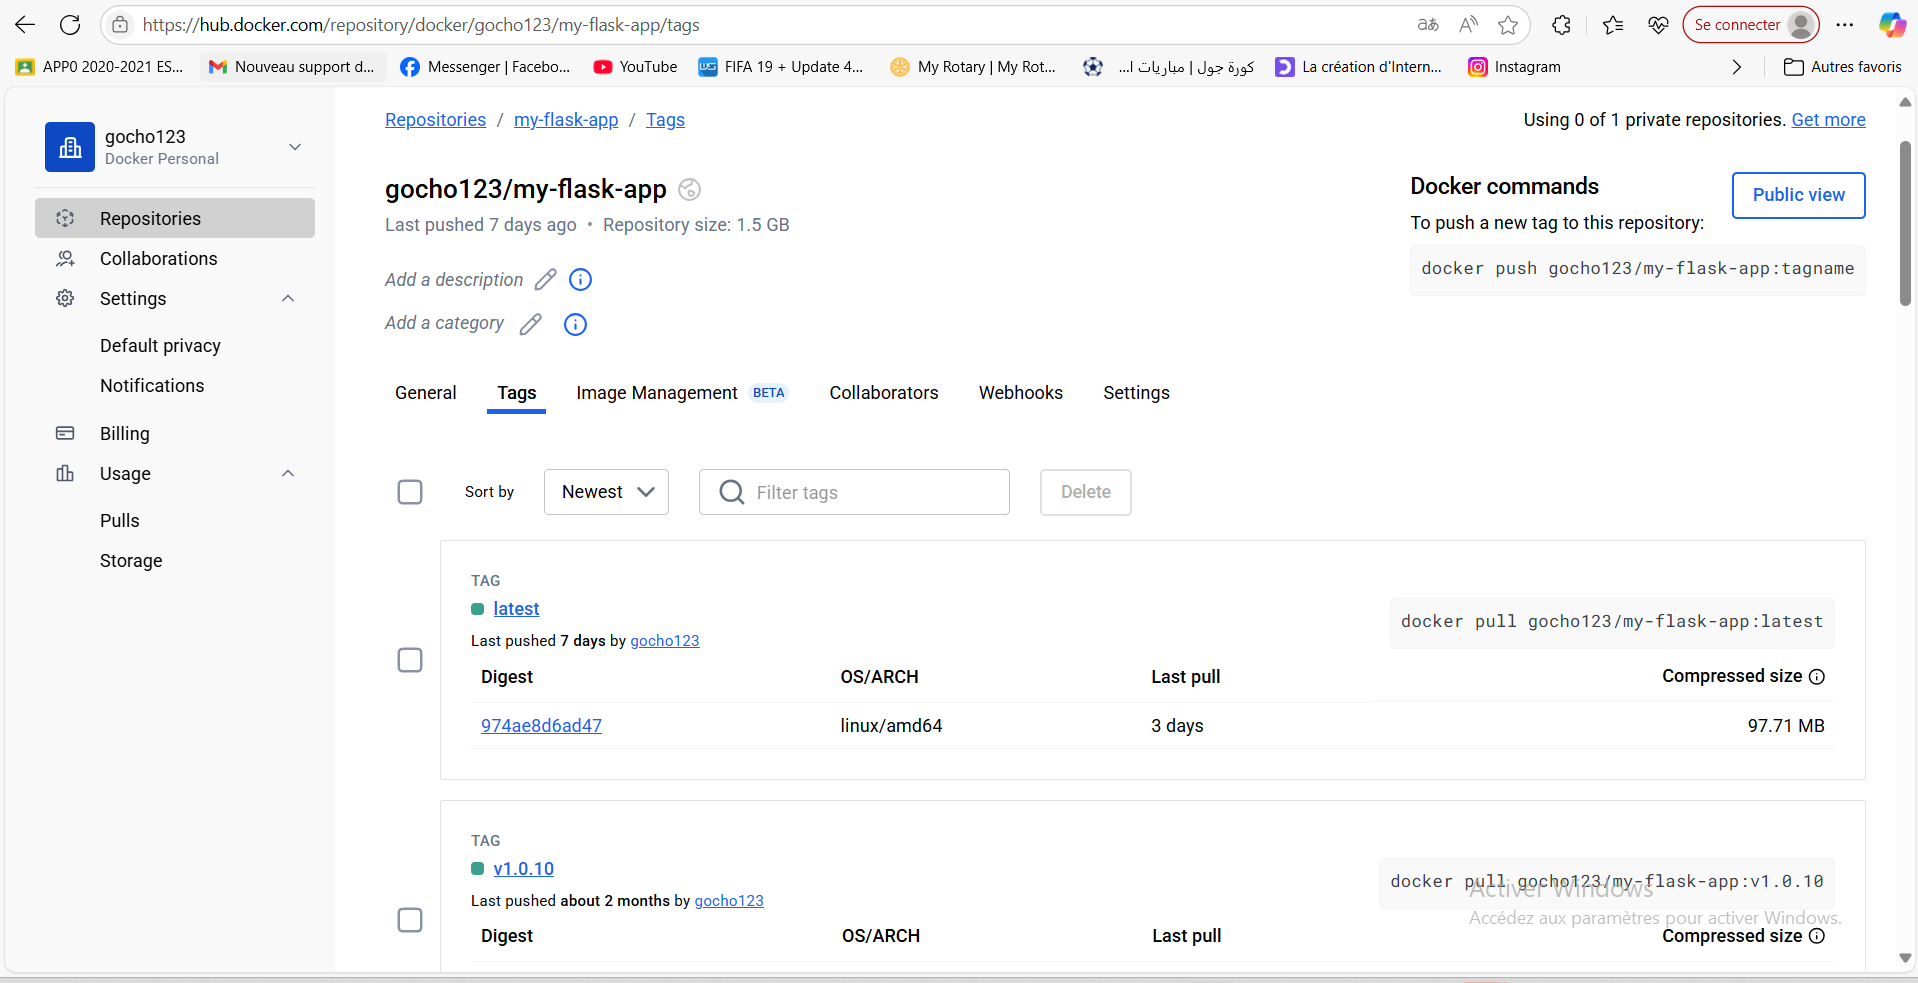 https://hub.docker.com/repository/docker/gocho123/my-flask-app/tags
Se connecter
APP0 2020-2021 ES...
Nouveau support d...
Messenger | Facebo...
YouTube
FIFA 19 + Update 4...
My Rotary | My Rot...
كورة جول | مباريات ا...
La création d'Intern...
Instagram
Autres favoris
gocho123
Docker Personal
Repositories
Collaborations
Settings
Default privacy
Notifications
Billing
Usage
Pulls
Storage
Repositories / my-flask-app / Tags
Using 0 of 1 private repositories. Get more
gocho123/my-flask-app
Last pushed 7 days ago • Repository size: 1.5 GB
Add a description
Add a category
Docker commands
Public view
To push a new tag to this repository:
docker push gocho123/my-flask-app:tagname
General Tags Image Management BETA Collaborators Webhooks Settings
Sort by Newest Filter tags Delete
TAG
latest
Last pushed 7 days by gocho123
docker pull gocho123/my-flask-app:latest
Digest OS/ARCH Last pull Compressed size
974ae8d6ad47 linux/amd64 3 days 97.71 MB
TAG
v1.0.10
Last pushed about 2 months by gocho123
docker pull gocho123/my-flask-app:v1.0.10
Activer Windows
Accédez aux paramètres pour activer Windows.
Digest OS/ARCH Last pull Compressed size